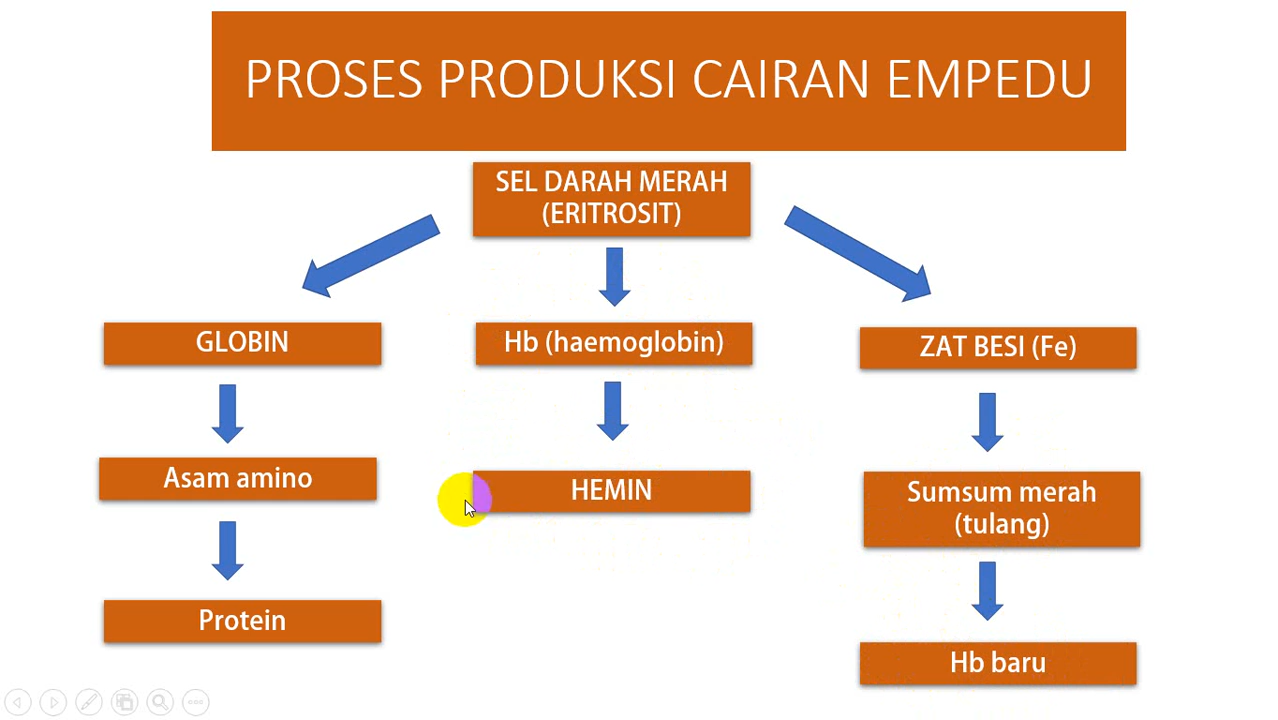 PROSES PRODUKSI CAIRAN EMPEDU
SEL DARAH MERAH
(ERITROSIT)
GLOBIN
Hb (haemoglobin)
ZAT BESI (Fe)
Asam amino
HEMIN
Sumsum merah
(tulang)
Protein
Hb baru